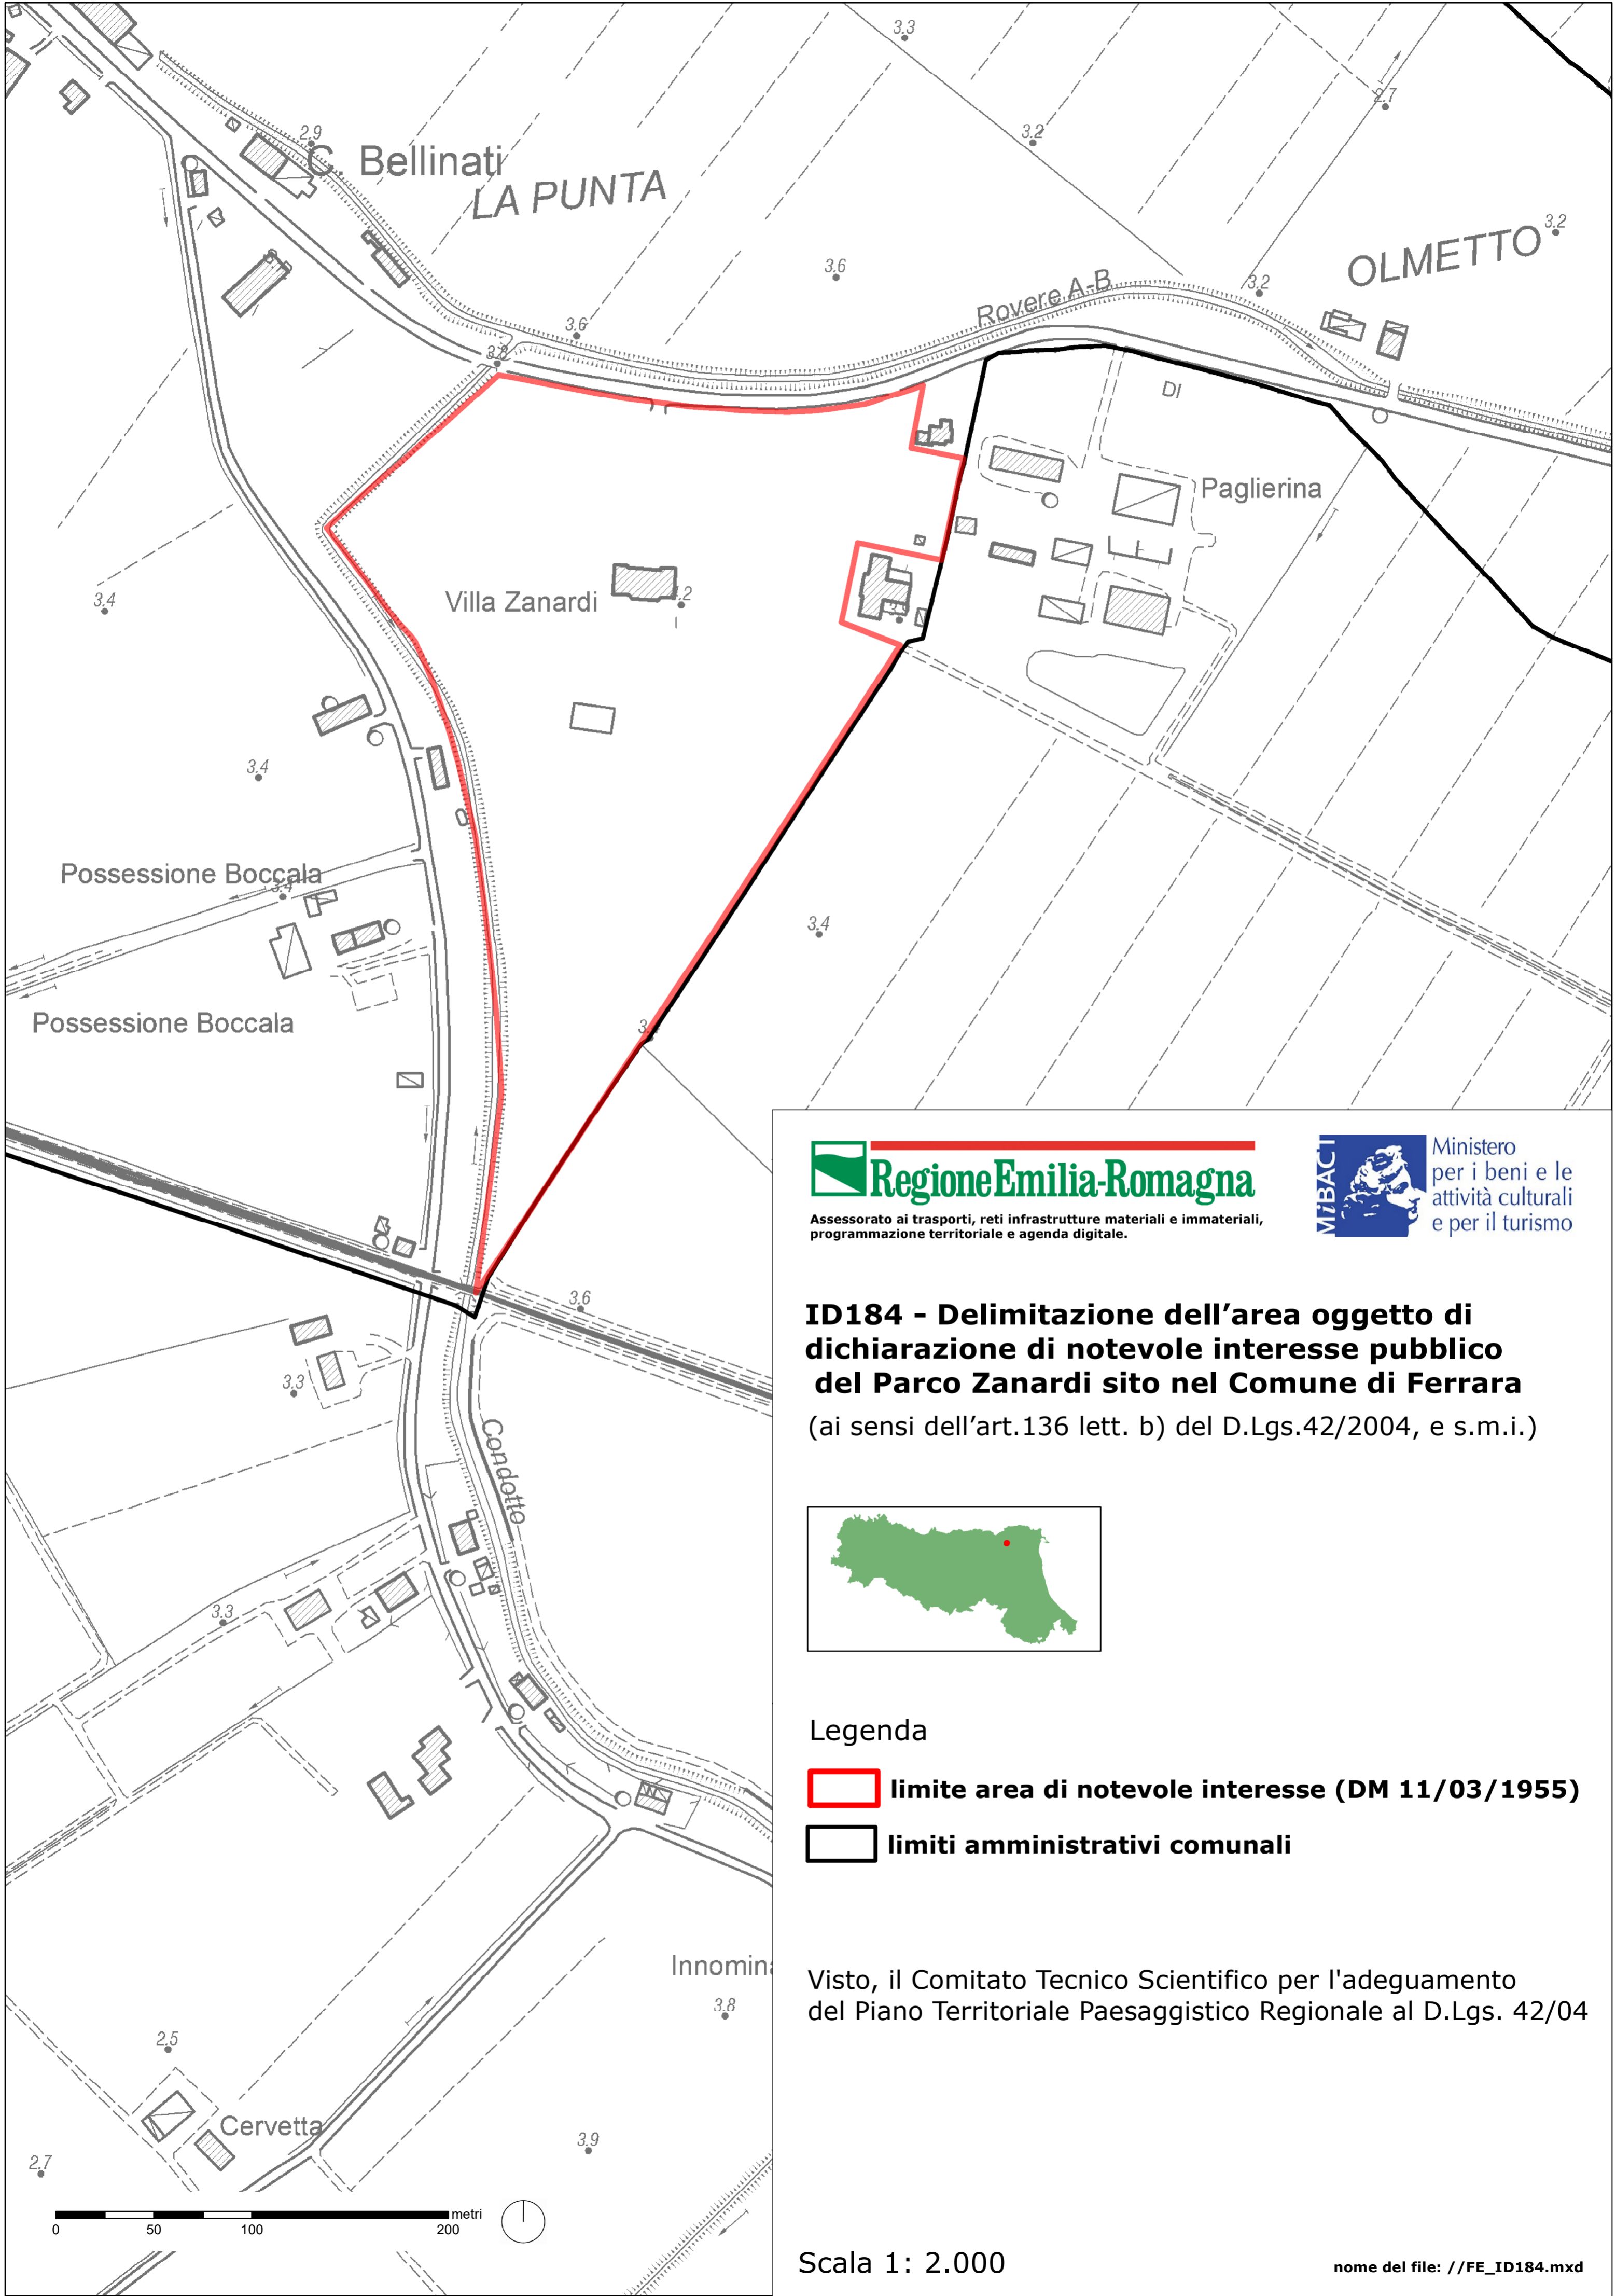 3.3
2.7
2.9
3.2
C. Bellinati
LA PUNTA
3.2
OLMETTO
3.6
3.2
Rovere A-B
3.6
3.8
DI
Paglierina
Villa Zanardi
3.4
3.4
Possessione Boccala
3.4
3.4
Possessione Boccala
3.6
3.3
Condotto
3.3
Innomina
3.8
2.5
Cervetta
3.9
2.7
metri
0 50 100 200
RegioneEmilia-Romagna
Assessorato ai trasporti, reti infrastrutture materiali e immateriali,
programmazione territoriale e agenda digitale.
MiBACT
Ministero
per i beni e le
attività culturali
e per il turismo
ID184 - Delimitazione dell’area oggetto di
dichiarazione di notevole interesse pubblico
del Parco Zanardi sito nel Comune di Ferrara
(ai sensi dell’art.136 lett. b) del D.Lgs.42/2004, e s.m.i.)
Legenda
limite area di notevole interesse (DM 11/03/1955)
limiti amministrativi comunali
Visto, il Comitato Tecnico Scientifico per l'adeguamento
del Piano Territoriale Paesaggistico Regionale al D.Lgs. 42/04
Scala 1: 2.000
nome del file: //FE_ID184.mxd